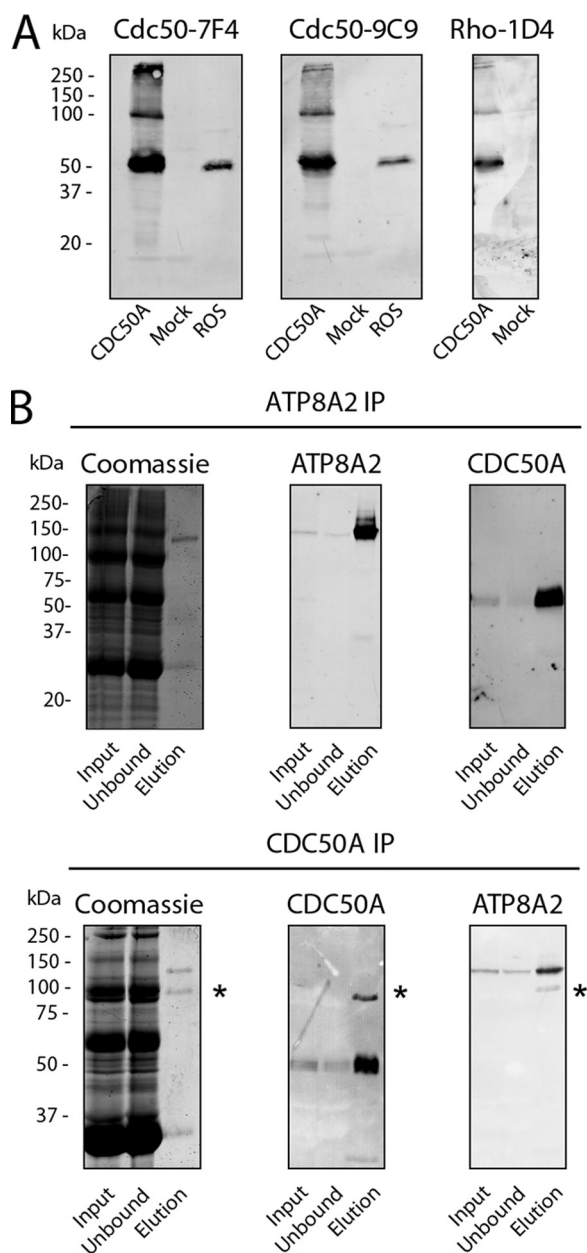 A
kDa Cdc50-7F4 Cdc50-9C9 Rho-1D4
250 -
150 -
100 -
50 -
37 -
20 -
CDC50A Mock ROS CDC50A Mock ROS CDC50A Mock
B
ATP8A2 IP
kDa Coomassie ATP8A2 CDC50A
250-
150-
100-
75-
50-
37-
20-
Input Unbound Elution Input Unbound Elution Input Unbound Elution
CDC50A IP
kDa Coomassie CDC50A ATP8A2
250 -
150 -
100 - * * *
75 -
50 -
37 -
Input Unbound Elution Input Unbound Elution Input Unbound Elution